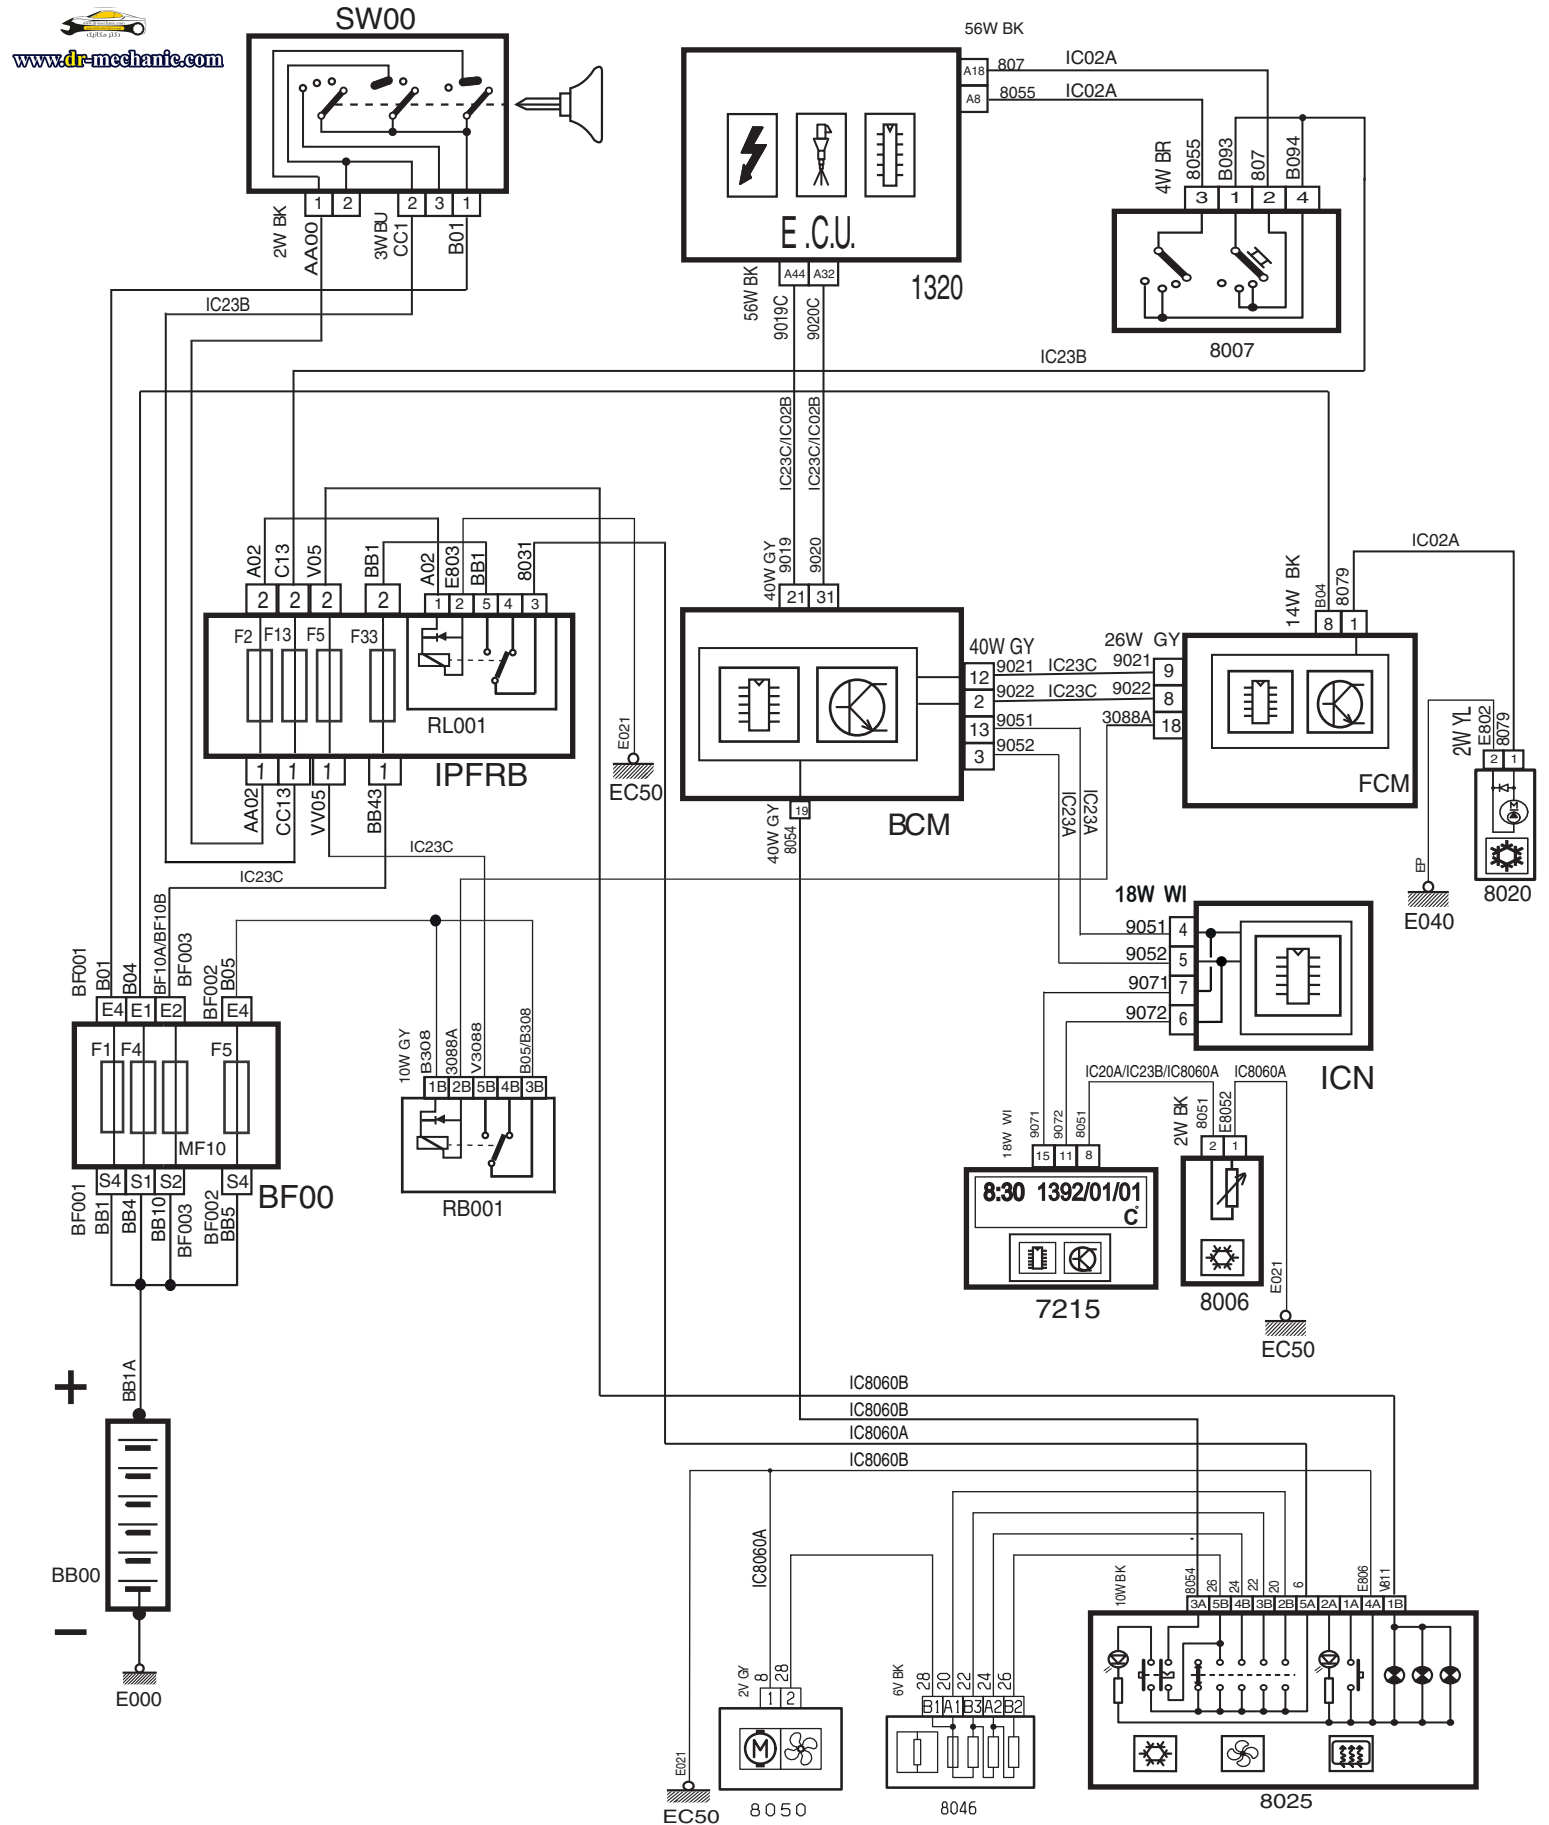 www.dr-mechanic.com
دکتر مکانیک
SW00
1 2 2 3 1
2W BK
AA00
3WBU
CC1
B01
IC23B
56W BK
A18 807 IC02A
A8 8055 IC02A
E .C.U.
1320
A44 A32
56W BK
9019C
9020C
IC23C/IC02B
IC23C/IC02B
4W BR
8055
B093
807
B094
3 1 2 4
8007
IC23B
A02
C13
V05
BB1
A02
E803
BB1
8031
2 2 2 2
1 2 5 4 3
F2 F13 F5 F33
RL001
1 1 1 1
IPFRB
AA02
CC13
VV05
BB43
IC23C
IC23C
E021
EC50
40W GY
9019
9020
21 31
40W GY
12 9021 IC23C
2 9022 IC23C
13 9051
3 9052
IC23A
IC23A
19
40W GY
8054
BCM
26W GY
9021 9
9022 8
3088A 18
14W BK
B04
8079
8 1
FCM
IC02A
2W YL
E802
8079
2 1
M
8020
EP
E040
18W WI
9051 4
9052 5
9071 7
9072 6
ICN
BF001
B01
B04
BF10A/BF10B
BF003
BF002
B05
E4 E1 E2 E4
F1 F4 F5
MF10
S4 S1 S2 S4
BF00
BF001
BB1
BB4
BB10
BF003
BF002
BB5
10W GY
B308
3088A
V3088
B05/B308
1B 2B 5B 4B 3B
RB001
IC20A/IC23B/IC8060A
IC8060A
18W WI
9071
9072
8051
15 11 8
8:30 1392/01/01
C°
7215
2W BK
8051
E8052
2 1
8006
E021
EC50
BB1A
+
BB00
−
E000
IC8060B
IC8060B
IC8060A
IC8060B
IC8060A
2V GY
8
28
1 2
M
8050
E021
EC50
6V BK
28
20
22
24
26
B1 A1 B3 A2 B2
8046
10W BK
8054
26
24
22
20
6
E806
V811
3A 5B 4B 3B 2B 5A 2A 1A 4A 1B
8025